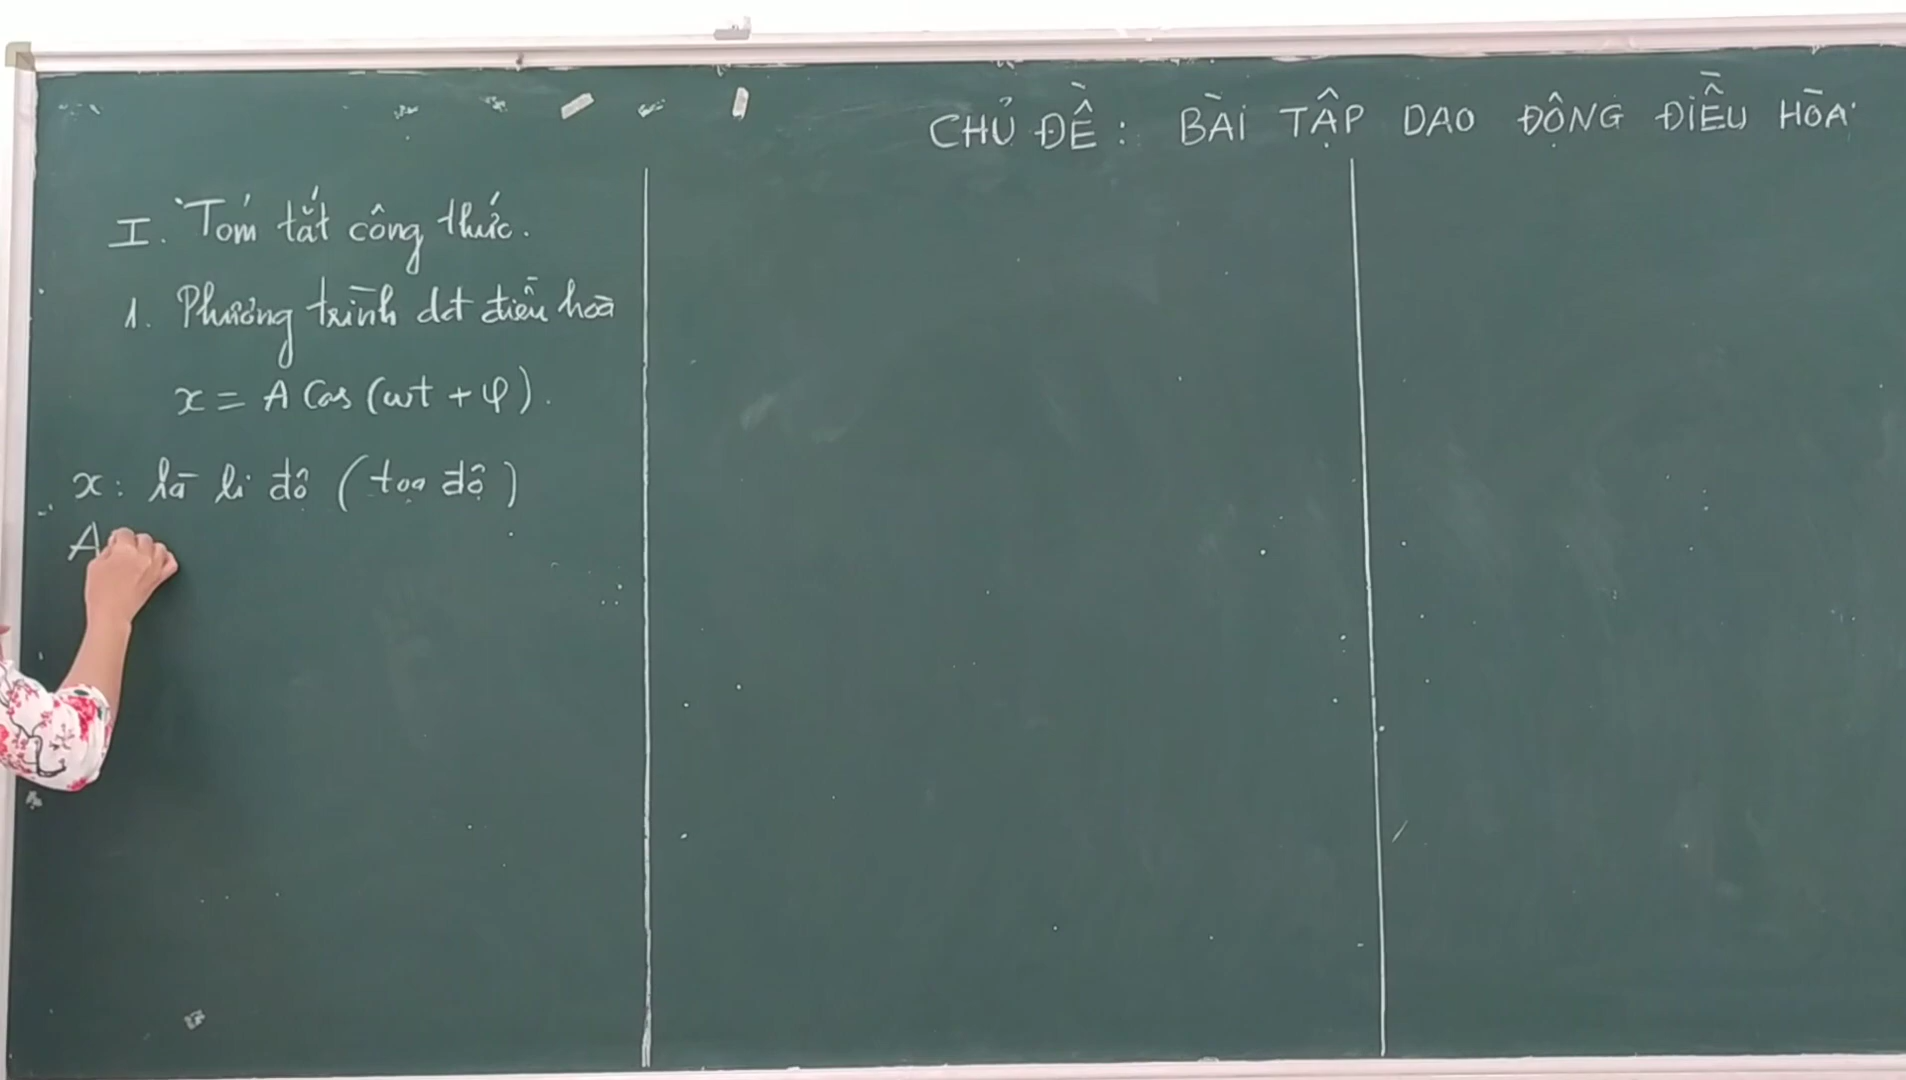 CHỦ ĐỀ : BÀI TẬP DAO ĐỘNG ĐIỀU HÒA
I. Tóm tắt công thức.
1. Phương trình dđ điều hoà
x = A Cos (ωt + φ).
x : là li độ (tọa độ)
A